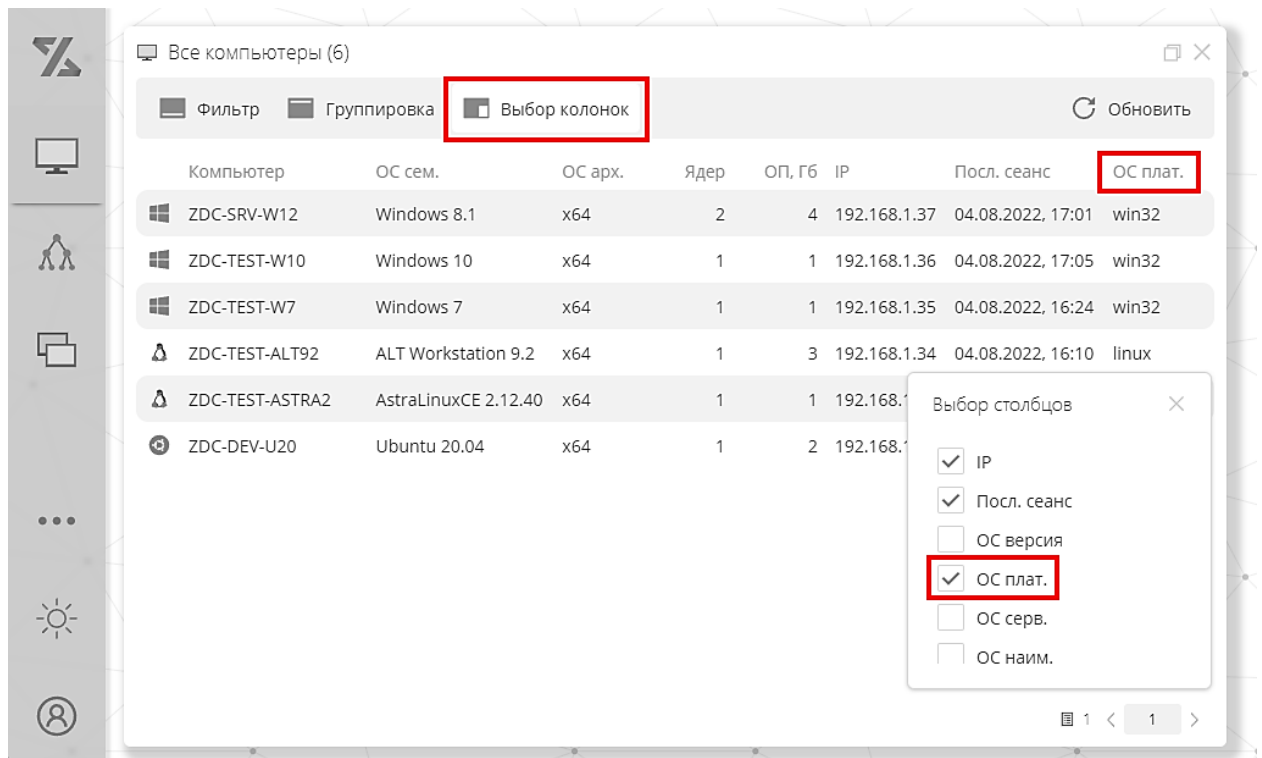 Все компьютеры (6)
Фильтр Группировка Выбор колонок Обновить
Компьютер ОС сем. ОС арх. Ядер ОП, Гб IP Посл. сеанс ОС плат.
ZDC-SRV-W12 Windows 8.1 x64 2 4 192.168.1.37 04.08.2022, 17:01 win32
ZDC-TEST-W10 Windows 10 x64 1 1 192.168.1.36 04.08.2022, 17:05 win32
ZDC-TEST-W7 Windows 7 x64 1 1 192.168.1.35 04.08.2022, 16:24 win32
ZDC-TEST-ALT92 ALT Workstation 9.2 x64 1 3 192.168.1.34 04.08.2022, 16:10 linux
ZDC-TEST-ASTRA2 AstraLinuxCE 2.12.40 x64 1 1 192.168.
ZDC-DEV-U20 Ubuntu 20.04 x64 1 2 192.168.
Выбор столбцов
IP
Посл. сеанс
ОС версия
ОС плат.
ОС серв.
ОС наим.
1 1